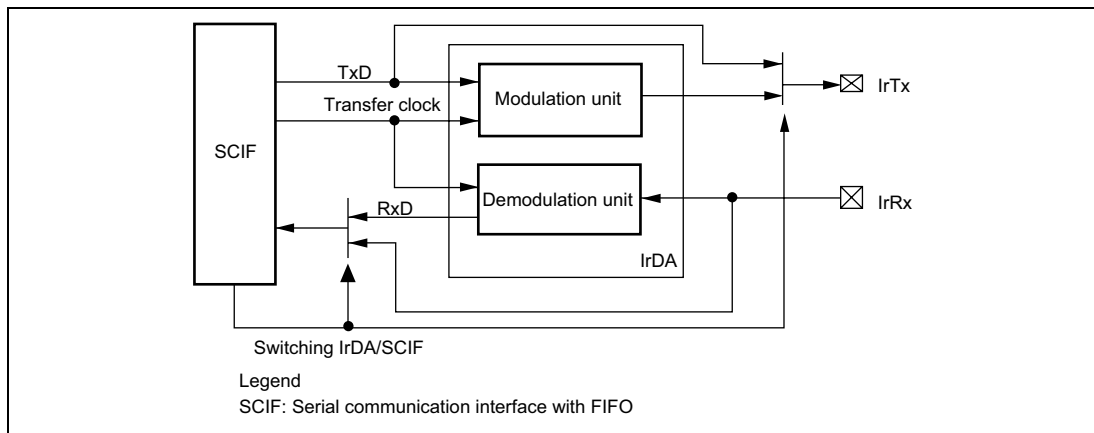 TxD
Modulation unit
IrTx
Transfer clock
SCIF
Demodulation unit
IrRx
RxD
IrDA
Switching IrDA/SCIF
Legend
SCIF: Serial communication interface with FIFO